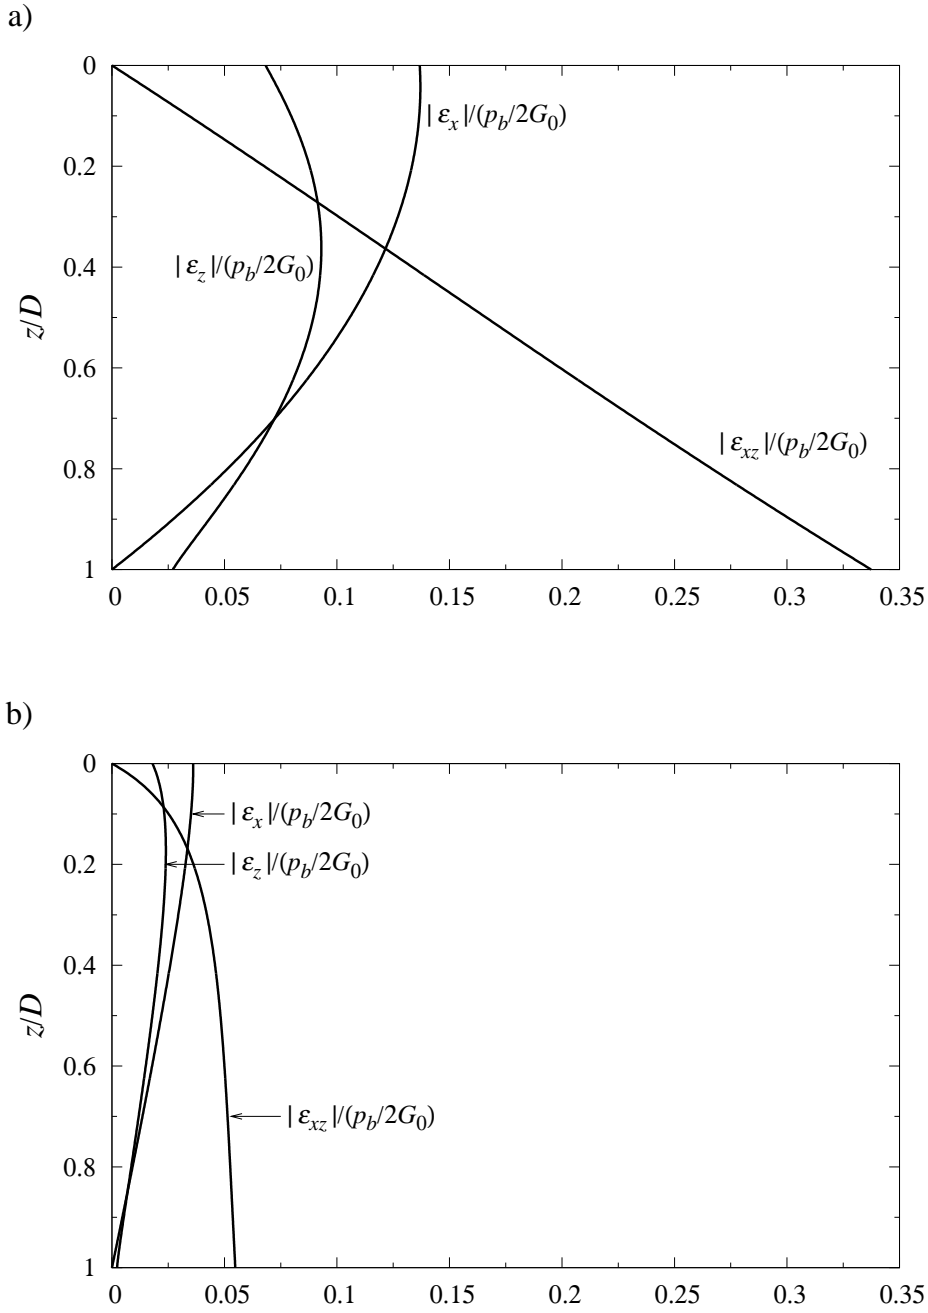 a)
0
|ε_x|/(p_b/2G_0)
0.2
|ε_z|/(p_b/2G_0)
0.4
z/D
0.6
|ε_xz|/(p_b/2G_0)
0.8
1
0 0.05 0.1 0.15 0.2 0.25 0.3 0.35
b)
0
|ε_x|/(p_b/2G_0)
|ε_z|/(p_b/2G_0)
0.2
0.4
z/D
0.6
|ε_xz|/(p_b/2G_0)
0.8
1
0 0.05 0.1 0.15 0.2 0.25 0.3 0.35